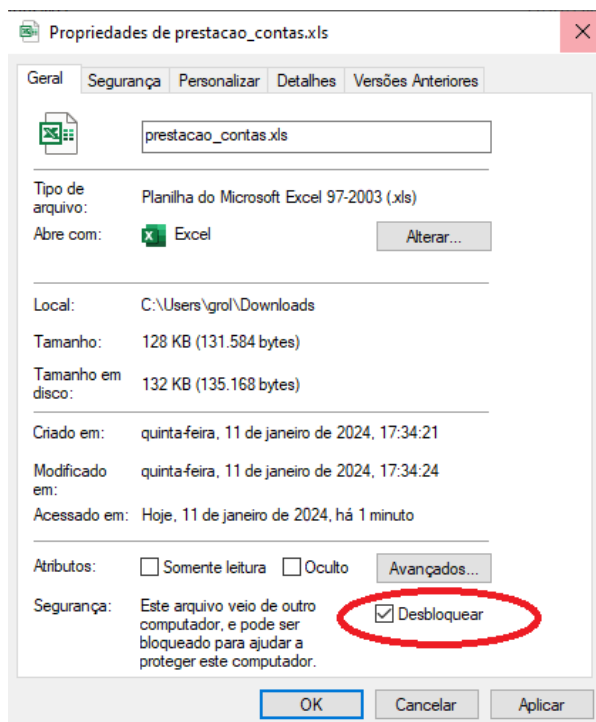 Propriedades de prestacao_contas.xls
Geral Segurança Personalizar Detalhes Versões Anteriores
prestacao_contas.xls
Tipo de
arquivo:
Planilha do Microsoft Excel 97-2003 (.xls)
Abre com: Excel Alterar...
Local: C:\Users\grol\Downloads
Tamanho: 128 KB (131.584 bytes)
Tamanho em
disco:
132 KB (135.168 bytes)
Criado em: quinta-feira, 11 de janeiro de 2024, 17:34:21
Modificado
em:
quinta-feira, 11 de janeiro de 2024, 17:34:24
Acessado em: Hoje, 11 de janeiro de 2024, há 1 minuto
Atributos: Somente leitura Oculto Avançados...
Segurança: Este arquivo veio de outro
computador, e pode ser
bloqueado para ajudar a
proteger este computador.
Desbloquear
OK Cancelar Aplicar